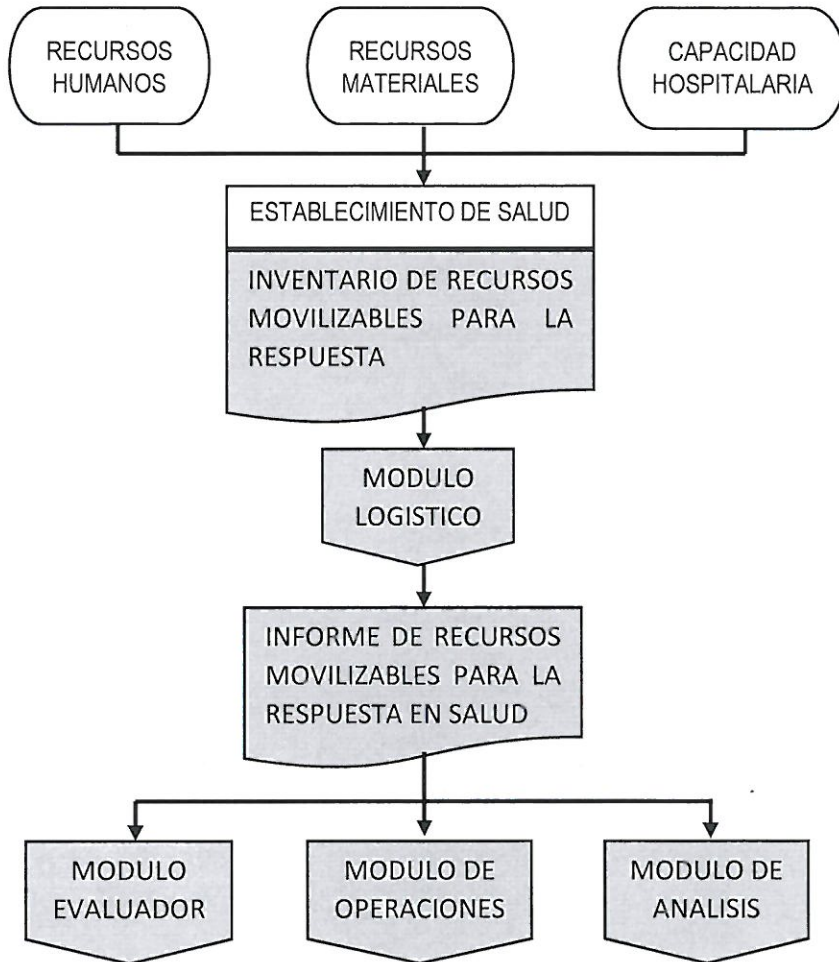 RECURSOS
HUMANOS
RECURSOS
MATERIALES
CAPACIDAD
HOSPITALARIA
ESTABLECIMIENTO DE SALUD
INVENTARIO DE RECURSOS
MOVILIZABLES PARA LA
RESPUESTA
MODULO
LOGISTICO
INFORME DE RECURSOS
MOVILIZABLES PARA LA
RESPUESTA EN SALUD
MODULO
EVALUADOR
MODULO DE
OPERACIONES
MODULO DE
ANALISIS